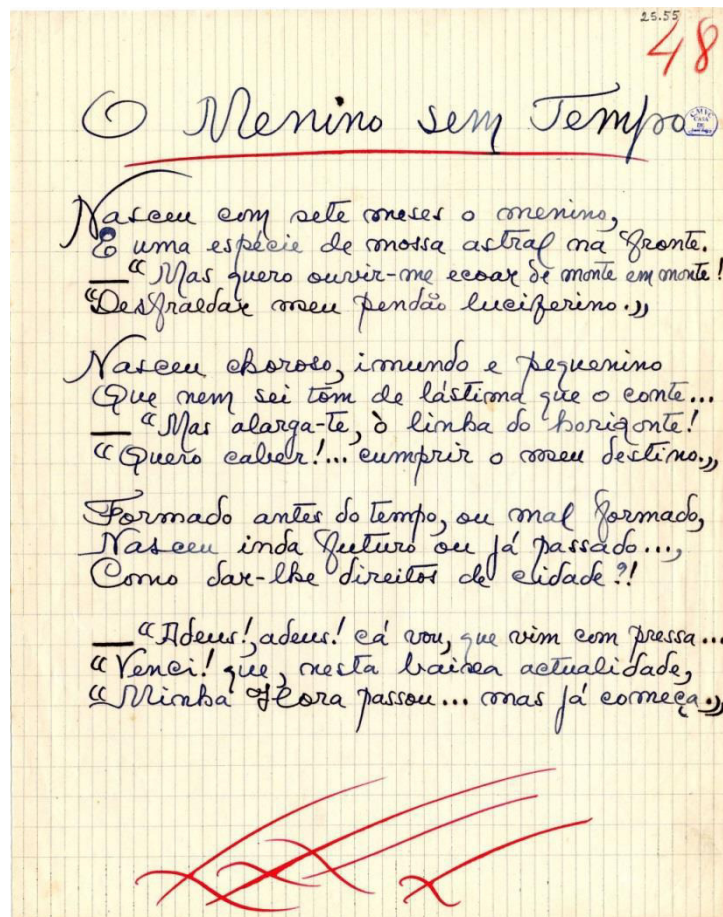 25.55
48
O Menino sem Tempo
Nasceu com sete meses o menino,
E uma espécie de mossa astral na fronte.
— "Mas quero ouvir-me ecoar de monte em monte!
"Desfraldar meu pendão luciferino.„
Nasceu choroso, imundo e pequenino
Que nem sei tom de lástima que o conte...
— "Mas alarga-te, ò linha do horizonte!
"Quero caber!... cumprir o meu destino.„
Formado antes do tempo, ou mal formado,
Nasceu inda futuro ou já passado...,
Como dar-lhe direitos de cidade?!
— "Adeus!, adeus! cá vou, que vim com pressa...
"Venci! que, nesta baixa actualidade,
"Minha Hora passou... mas já começa.„